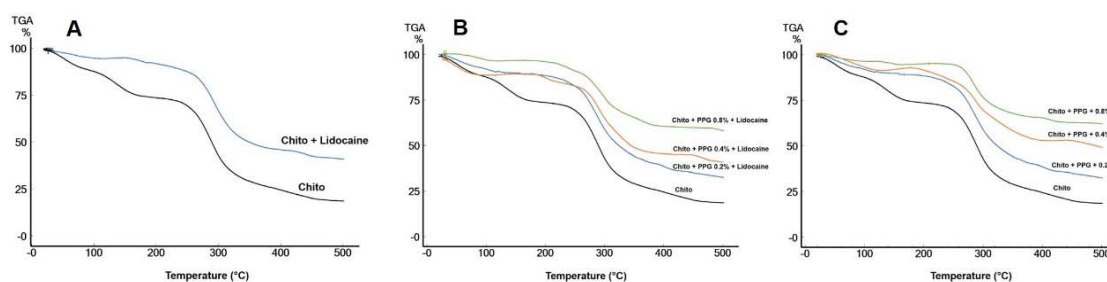 A
TGA
%
100
75
50
25
-0
Chito + Lidocaine
Chito
-0
100
200
300
400
500
Temperature (°C)
B
TGA
%
100
75
50
25
-0
Chito + PPG 0.8% + Lidocaine
Chito + PPG 0.4% + Lidocaine
Chito + PPG 0.2% + Lidocaine
Chito
-0
100
200
300
400
500
Temperature (°C)
C
TGA
%
100
75
50
25
-0
Chito + PPG + 0.8%
Chito + PPG + 0.4%
Chito + PPG + 0.2
Chito
-0
100
200
300
400
500
Temperature (°C)